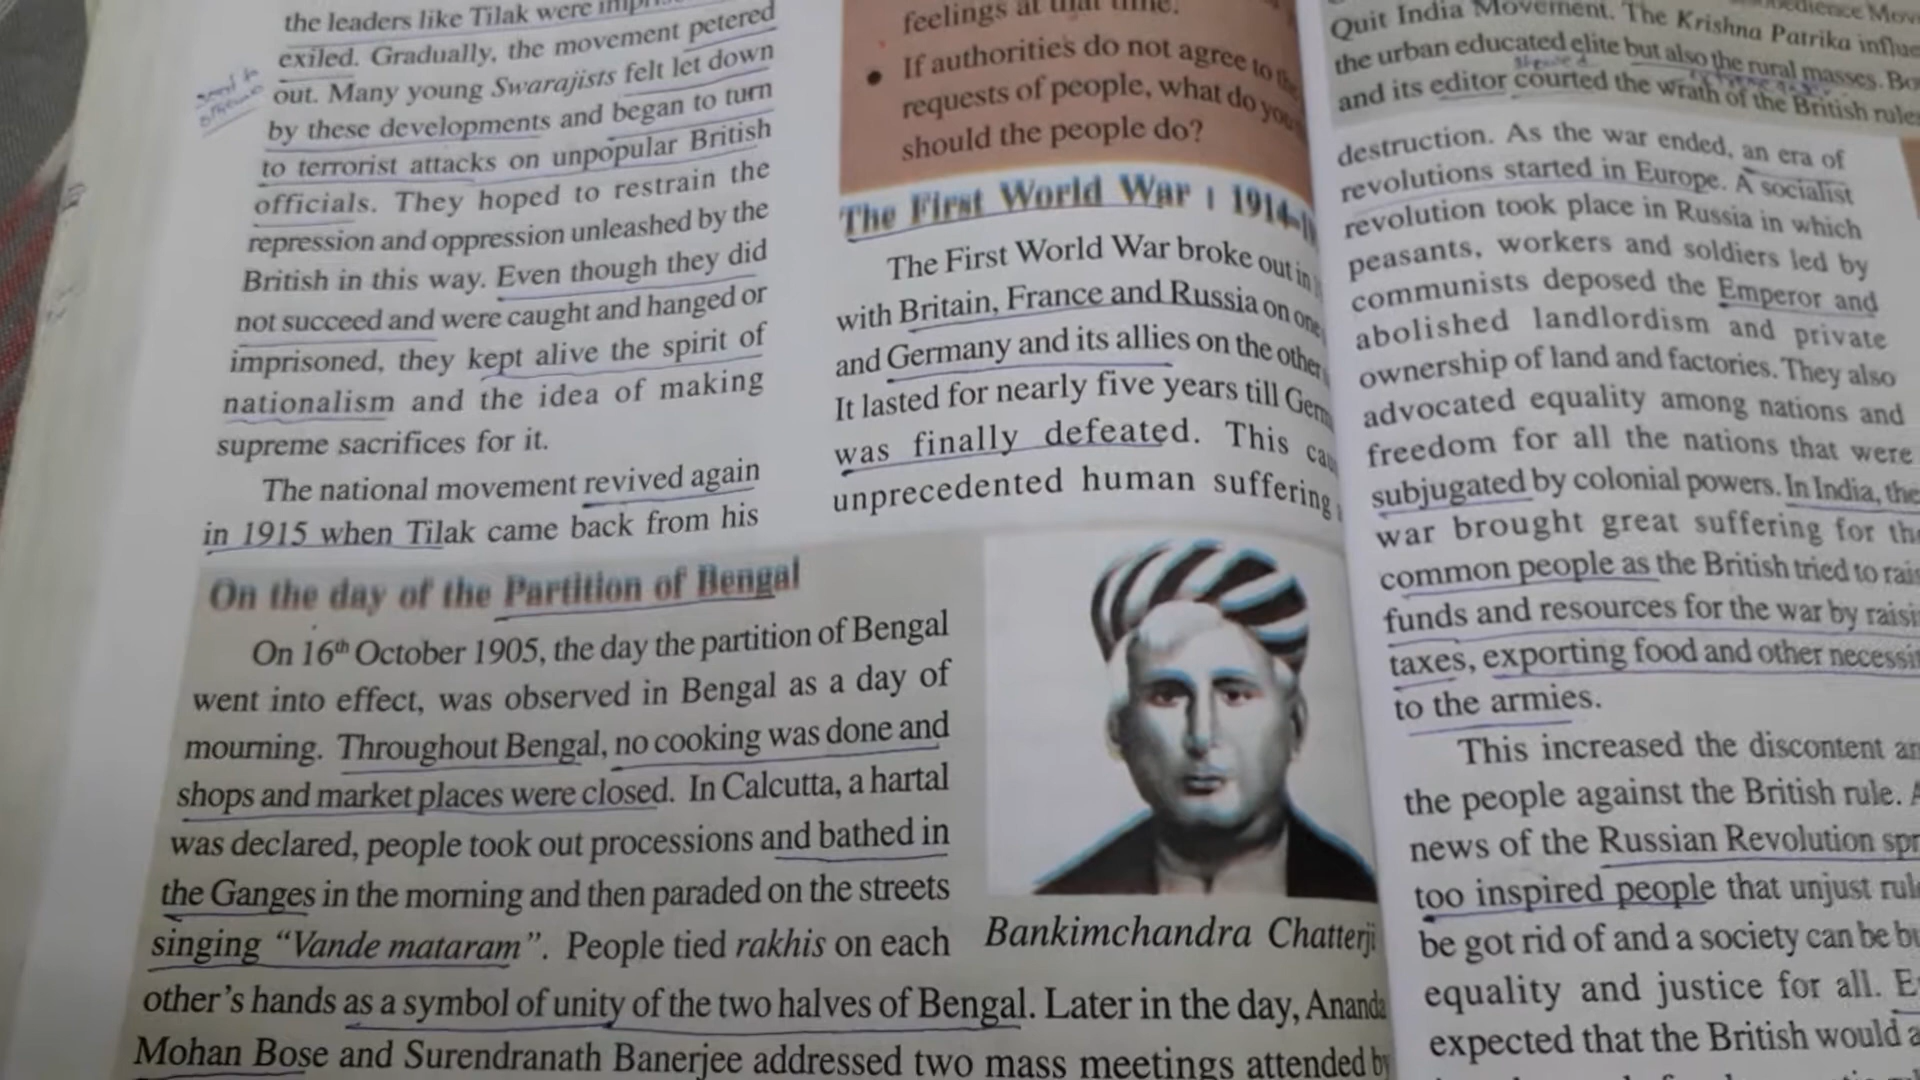 the leaders like Tilak were
exiled. Gradually, the movement petered
out. Many young Swarajists felt let down
by these developments and began to turn
to terrorist attacks on unpopular British
officials. They hoped to restrain the
repression and oppression unleashed by the
British in this way. Even though they did
not succeed and were caught and hanged or
imprisoned, they kept alive the spirit of
nationalism and the idea of making
supreme sacrifices for it.
The national movement revived again
in 1915 when Tilak came back from his
On the day of the Partition of Bengal
On 16th October 1905, the day the partition of Bengal
went into effect, was observed in Bengal as a day of
mourning. Throughout Bengal, no cooking was done and
shops and market places were closed. In Calcutta, a hartal
was declared, people took out processions and bathed in
the Ganges in the morning and then paraded on the streets
singing “Vande mataram”. People tied rakhis on each
other’s hands as a symbol of unity of the two halves of Bengal. Later in the day, Ananda
Mohan Bose and Surendranath Banerjee addressed two mass meetings attended by
Bankimchandra Chatterji
feelings at that time.
• If authorities do not agree to the
requests of people, what do you
should the people do?
The First World War : 1914-
The First World War broke out in
with Britain, France and Russia on one
and Germany and its allies on the other
It lasted for nearly five years till
was finally defeated. This
unprecedented human suffering
Quit India Movement. The Krishna Patrika
the urban educated elite but also the rural masses.
and its editor courted the wrath of the British
destruction. As the war ended, an era of
revolutions started in Europe. A socialist
revolution took place in Russia in which
peasants, workers and soldiers led by
communists deposed the Emperor and
abolished landlordism and private
ownership of land and factories. They also
advocated equality among nations and
freedom for all the nations that were
subjugated by colonial powers. In India, the
war brought great suffering for the
common people as the British tried to
funds and resources for the war by
taxes, exporting food and other
to the armies.
This increased the discontent
the people against the British rule.
news of the Russian Revolution
too inspired people that unjust
be got rid of and a society can be
equality and justice for all.
expected that the British would